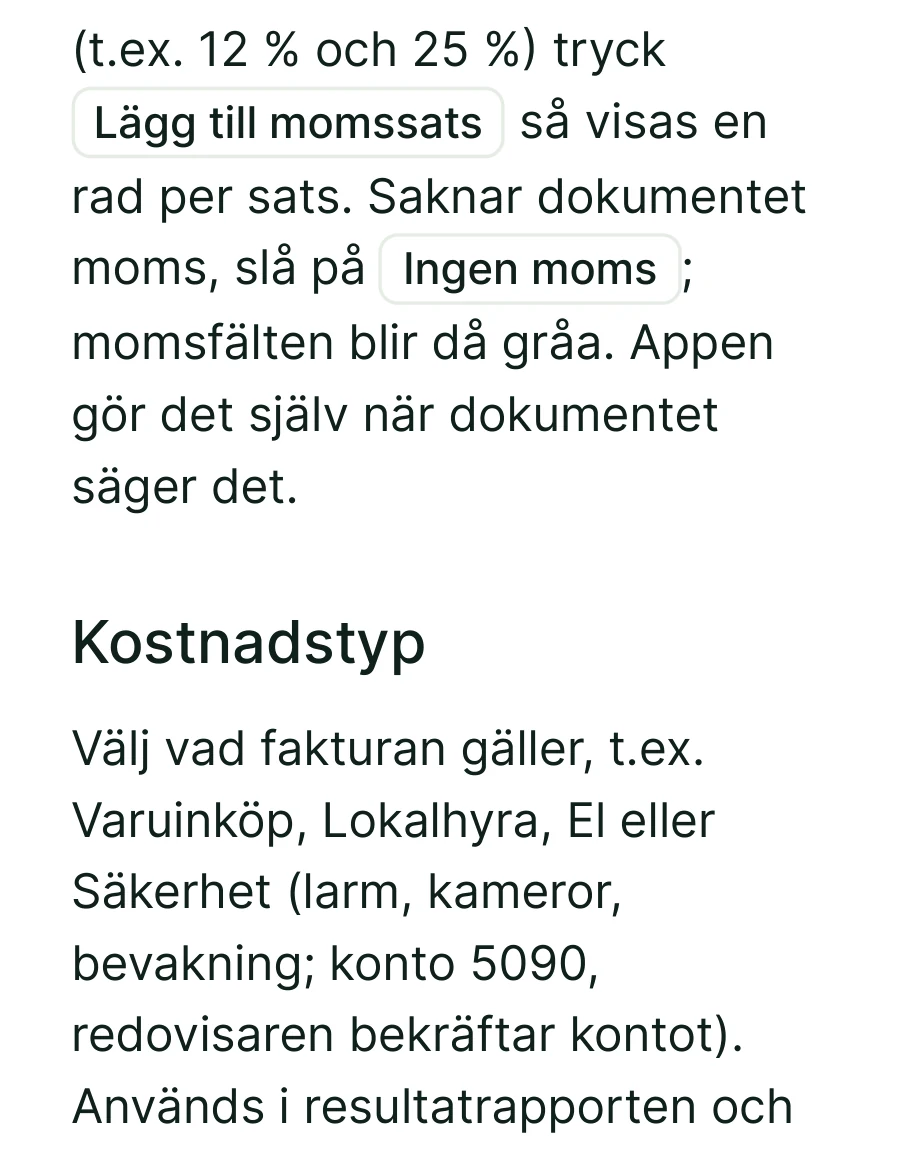 (t.ex. 12 % och 25 %) tryck
Lägg till momssats så visas en
rad per sats. Saknar dokumentet
moms, slå på Ingen moms;
momsfälten blir då gråa. Appen
gör det själv när dokumentet
säger det.
Kostnadstyp
Välj vad fakturan gäller, t.ex.
Varuinköp, Lokalhyra, El eller
Säkerhet (larm, kameror,
bevakning; konto 5090,
redovisaren bekräftar kontot).
Används i resultatrapporten och